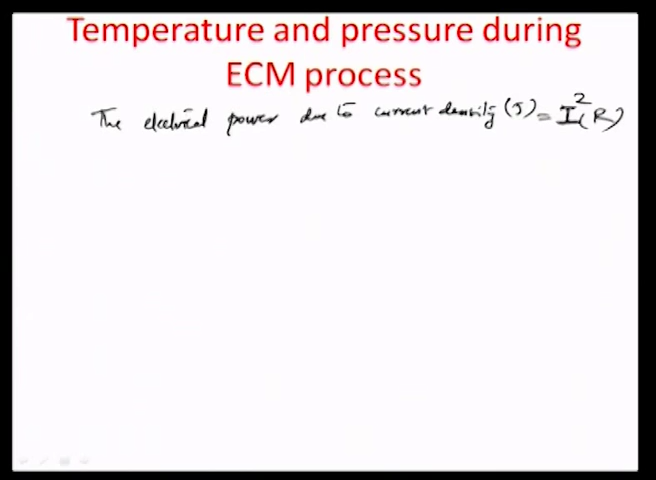 Temperature and pressure during
ECM process
The electrical power due to current density (J) = I²(R)